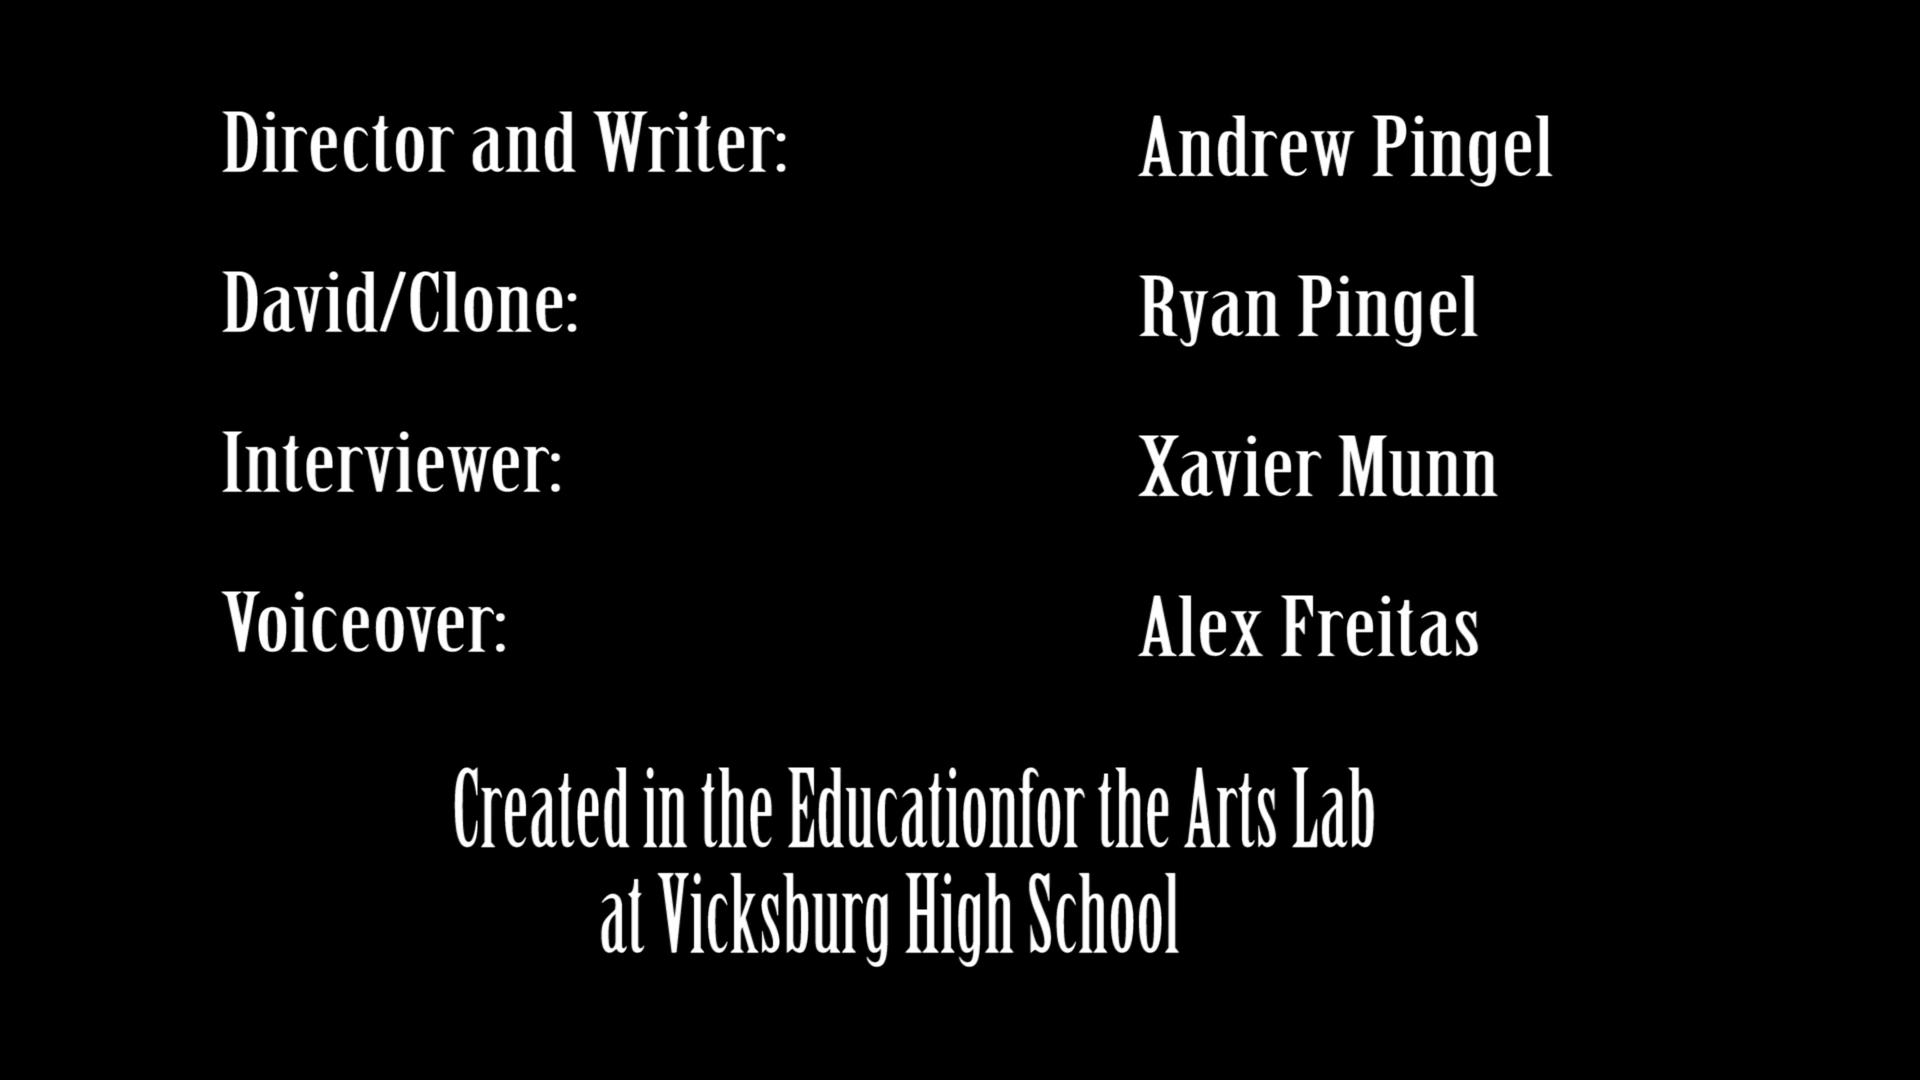 Director and Writer: Andrew Pingel
David/Clone: Ryan Pingel
Interviewer: Xavier Munn
Voiceover: Alex Freitas
Created in the Educationfor the Arts Lab
at Vicksburg High School